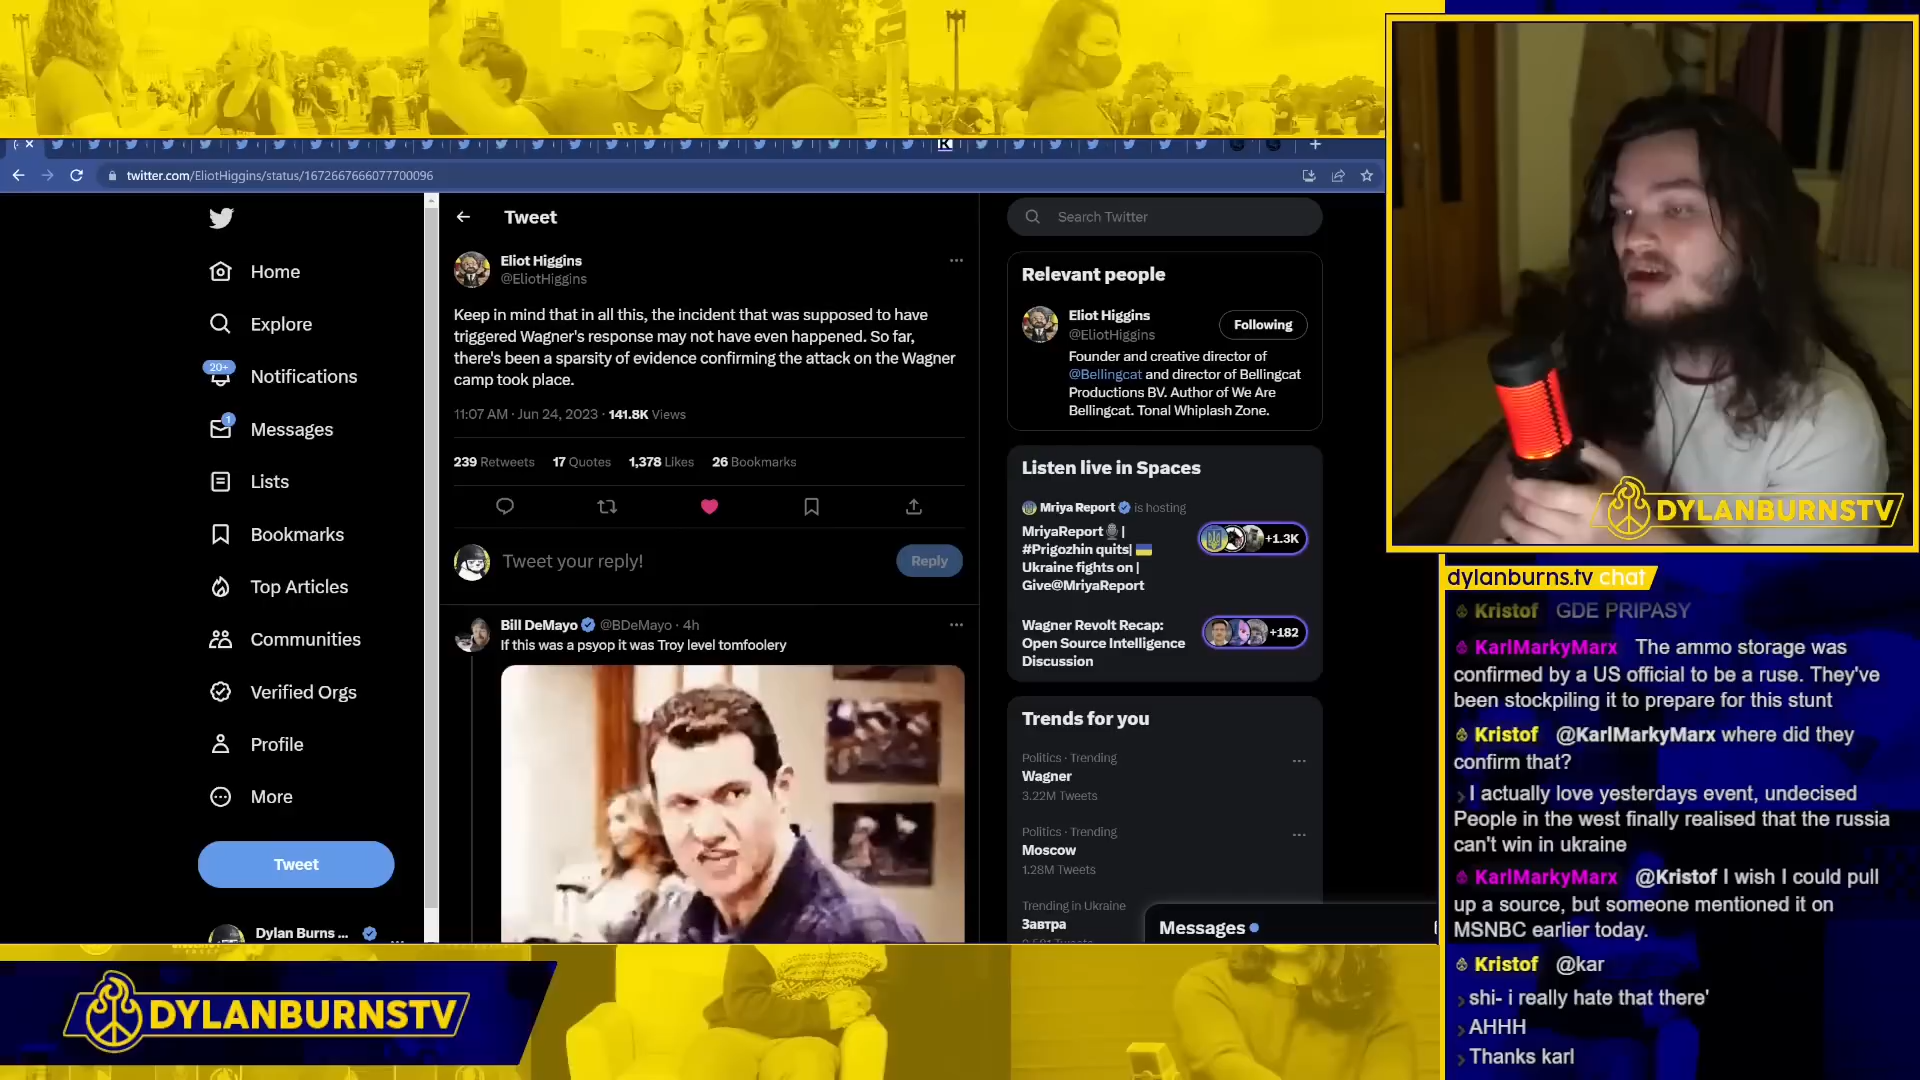 twitter.com/EliotHiggins/status/1672667666077700096
Home
Explore
20+
Notifications
1
Messages
Lists
Bookmarks
Top Articles
Communities
Verified Orgs
Profile
More
Tweet
Dylan Burns ...
Tweet
Eliot Higgins
@EliotHiggins
Keep in mind that in all this, the incident that was supposed to have
triggered Wagner's response may not have even happened. So far,
there's been a sparsity of evidence confirming the attack on the Wagner
camp took place.
11:07 AM · Jun 24, 2023 · 141.8K Views
239 Retweets 17 Quotes 1,378 Likes 26 Bookmarks
Tweet your reply!
Reply
Bill DeMayo @BDeMayo · 4h
If this was a psyop it was Troy level tomfoolery
Search Twitter
Relevant people
Eliot Higgins
@EliotHiggins
Following
Founder and creative director of
@Bellingcat and director of Bellingcat
Productions BV. Author of We Are
Bellingcat. Tonal Whiplash Zone.
Listen live in Spaces
Mriya Report is hosting
MriyaReport🎙️|
#Prigozhin quits| 🇺🇦
Ukraine fights on |
Give@MriyaReport
+1.3K
Wagner Revolt Recap:
Open Source Intelligence
Discussion
+182
Trends for you
Politics · Trending
Wagner
3.22M Tweets
Politics · Trending
Moscow
1.28M Tweets
Trending in Ukraine
Завтра
Messages
DYLANBURNSTV
dylanburns.tv chat
Kristof GDE PRIPASY
KarlMarkyMarx The ammo storage was
confirmed by a US official to be a ruse. They've
been stockpiling it to prepare for this stunt
Kristof @KarlMarkyMarx where did they
confirm that?
I actually love yesterdays event, undecised
People in the west finally realised that the russia
can't win in ukraine
KarlMarkyMarx @Kristof I wish I could pull
up a source, but someone mentioned it on
MSNBC earlier today.
Kristof @kar
shi- i really hate that there'
AHHH
Thanks karl
DYLANBURNSTV